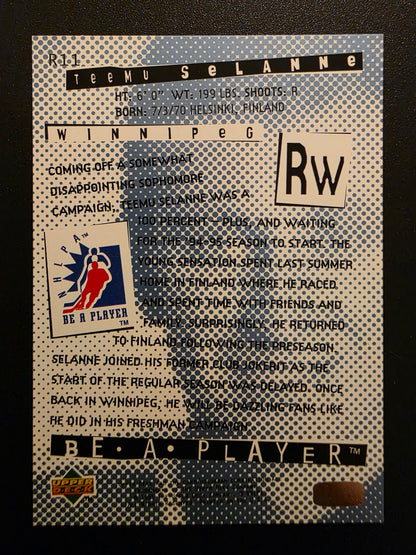 R11
TeeMU SeLANNe
HT: 6' 0" WT: 199 LBS. SHOOTS: R
BORN: 7/3/70 HELSINKI, FINLAND
WINNIPeG
RW
COMING OFF A SOMEWHAT
DISAPPOINTING SOPHOMORE
CAMPAIGN, TEEMU SELANNE WAS A
100 PERCENT – PLUS, AND WAITING
FOR THE '94-95 SEASON TO START. THE
YOUNG SENSATION SPENT LAST SUMMER
HOME IN FINLAND WHERE HE RACED
AND SPENT TIME WITH FRIENDS AND
FAMILY. SURPRISINGLY, HE RETURNED
TO FINLAND FOLLOWING THE PRESEASON.
SELANNE JOINED HIS FORMER CLUB JOKERIT AS THE
START OF THE REGULAR SEASON WAS DELAYED. ONCE
BACK IN WINNIPEG, HE WILL BE DAZZLING FANS LIKE
HE DID IN HIS FRESHMAN CAMPAIGN.
NHLPA™
BE A PLAYER
™
BE•A•PLAYER™
UPPER
DECK